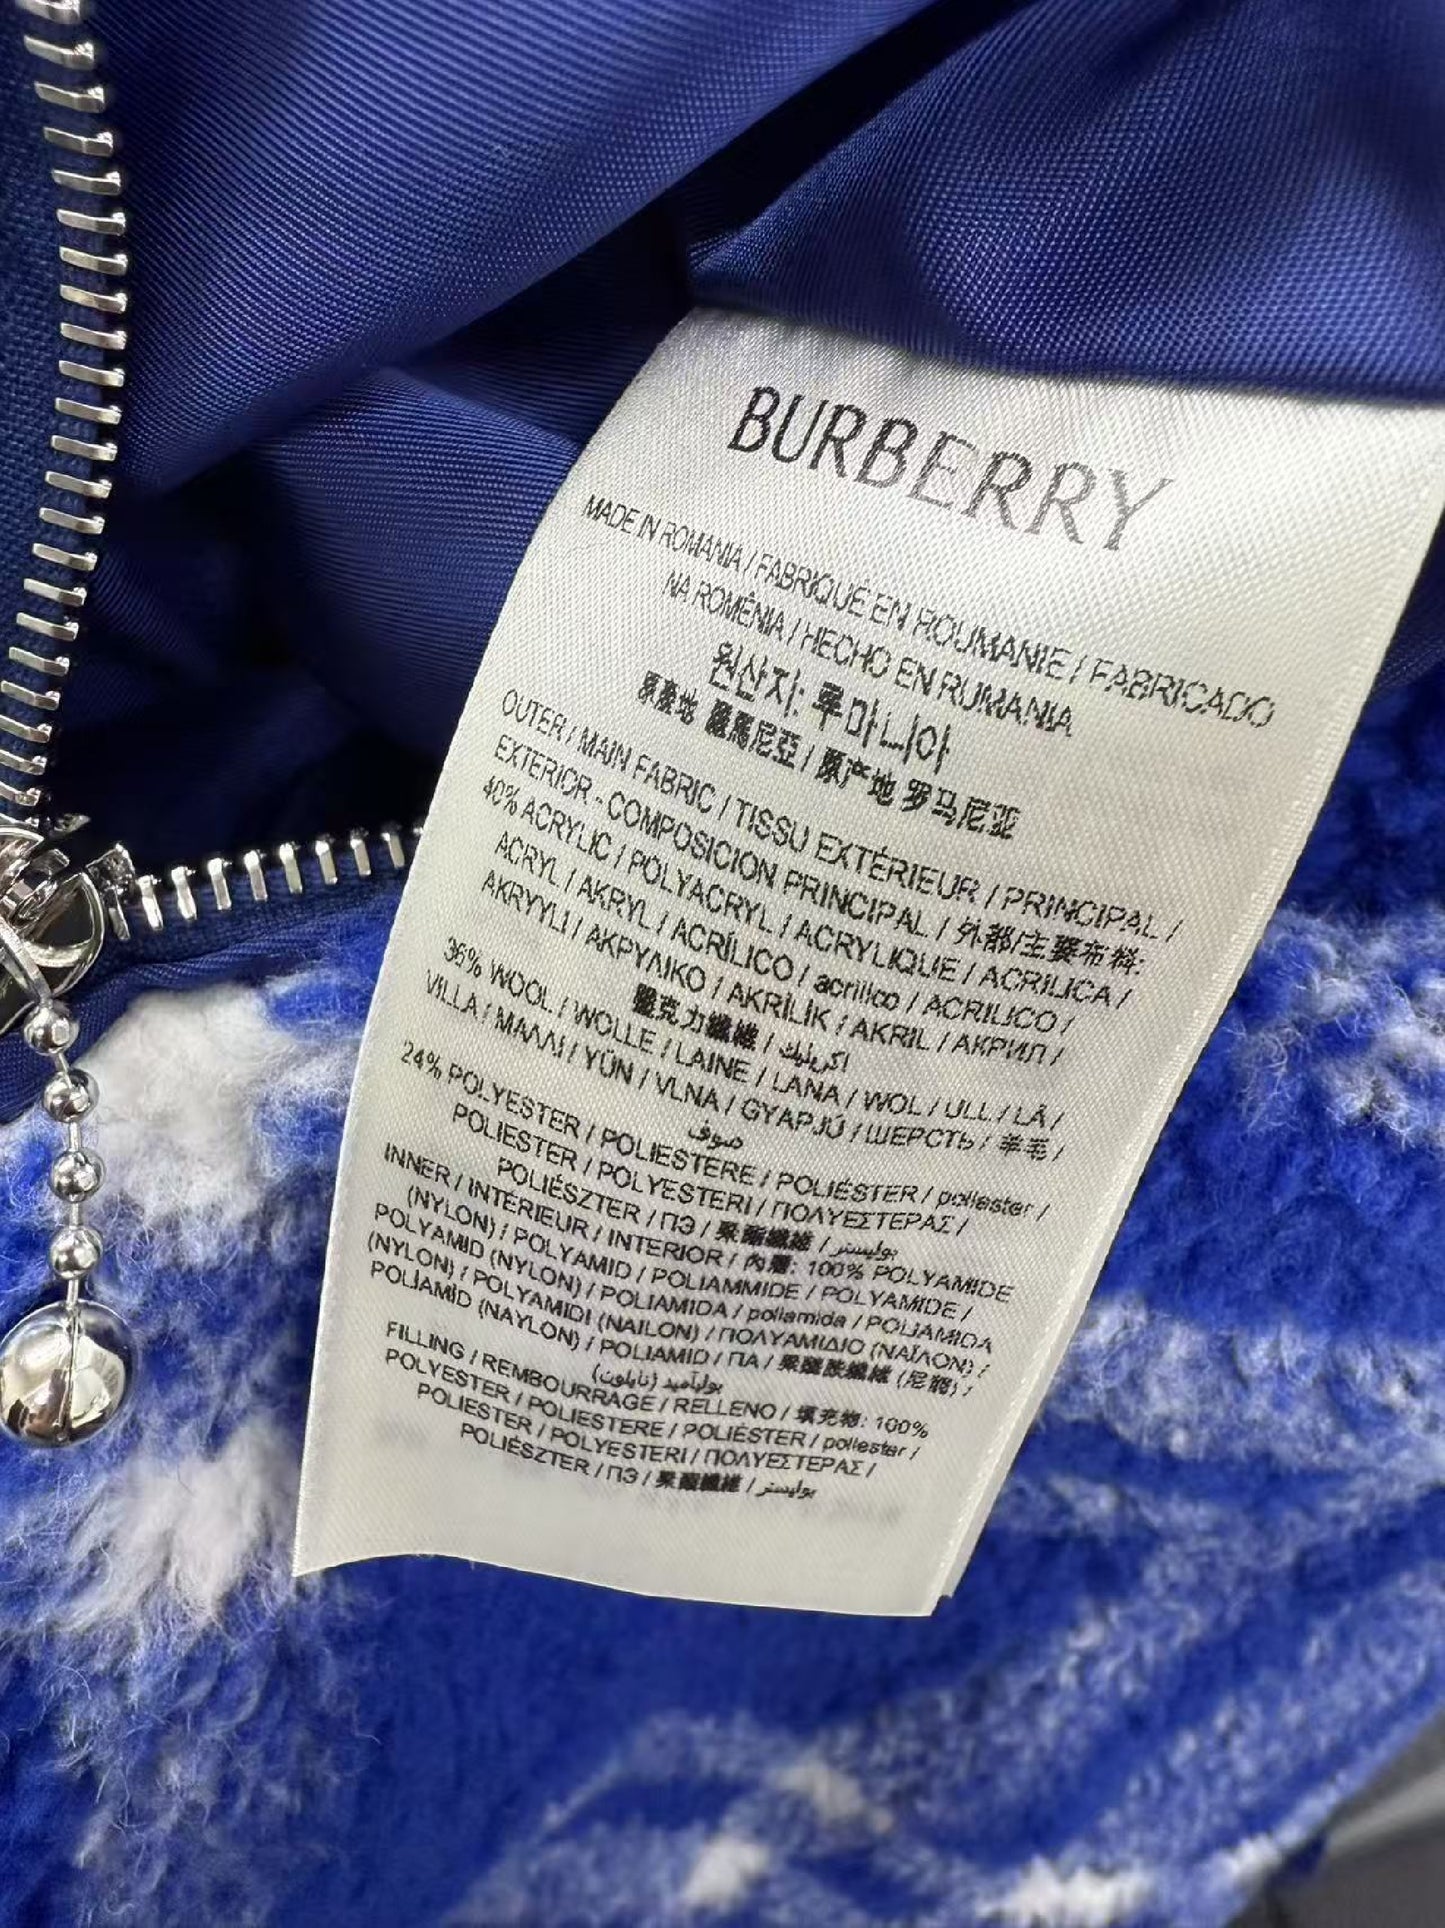 BURBERRY
MADE IN ROMANIA / FABRIQUÉ EN ROUMANIE / FABRICADO
NA ROMÉNIA / HECHO EN RUMANIA
원산지: 루마니아
原產地 羅馬尼亞 / 原产地 罗马尼亚
OUTER / MAIN FABRIC / TISSU EXTÉRIEUR / PRINCIPAL /
EXTERIOR - COMPOSICION PRINCIPAL / 外部/主要布料:
40% ACRYLIC / POLYACRYL / ACRYLIQUE / ACRILICA /
ACRYL / AKRYL / ACRÍLICO / acrílico / ACRILICO /
AKRYYLI / ΑΚΡΥΛΙΚΟ / AKRİLİK / AKRIL / АКРИЛ /
克力纖維 / اكريليك
36% WOOL / WOLLE / LAINE / LANA / WOL / ULL / LÃ /
VILLA / ΜΑΛΛΙ / YÜN / VLNA / GYAPJÚ / ШЕРСТЬ / 羊毛 /
صوف
24% POLYESTER / POLIESTERE / POLIÉSTER / poliester /
POLIESTER / POLYESTERI / ΠΟΛΥΕΣΤΕΡΑΣ /
POLIÉSZTER / ПЭ / 聚酯纖維 / بوليستر
INNER / INTÉRIEUR / INTERIOR / 內層: 100% POLYAMIDE
(NYLON) / POLYAMID / POLIAMMIDE / POLYAMIDE /
POLYAMID (NYLON) / POLIAMIDA / poliamida / POLIAMIDA
(NYLON) / POLYAMIDI (NAILON) / ΠΟΛΥΑΜΙΔΙΟ (ΝΑΪΛΟΝ) /
POLİAMİD (NAYLON) / POLIAMID / ПА / 聚醯胺纖維 (尼龍) /
بولياميد (نايلون)
FILLING / REMBOURRAGE / RELLENO / 填充物: 100%
POLYESTER / POLIESTERE / POLIÉSTER / poliester /
POLIESTER / POLYESTERI / ΠΟΛΥΕΣΤΕΡΑΣ /
POLIÉSZTER / ПЭ / 聚酯纖維 / بوليستر